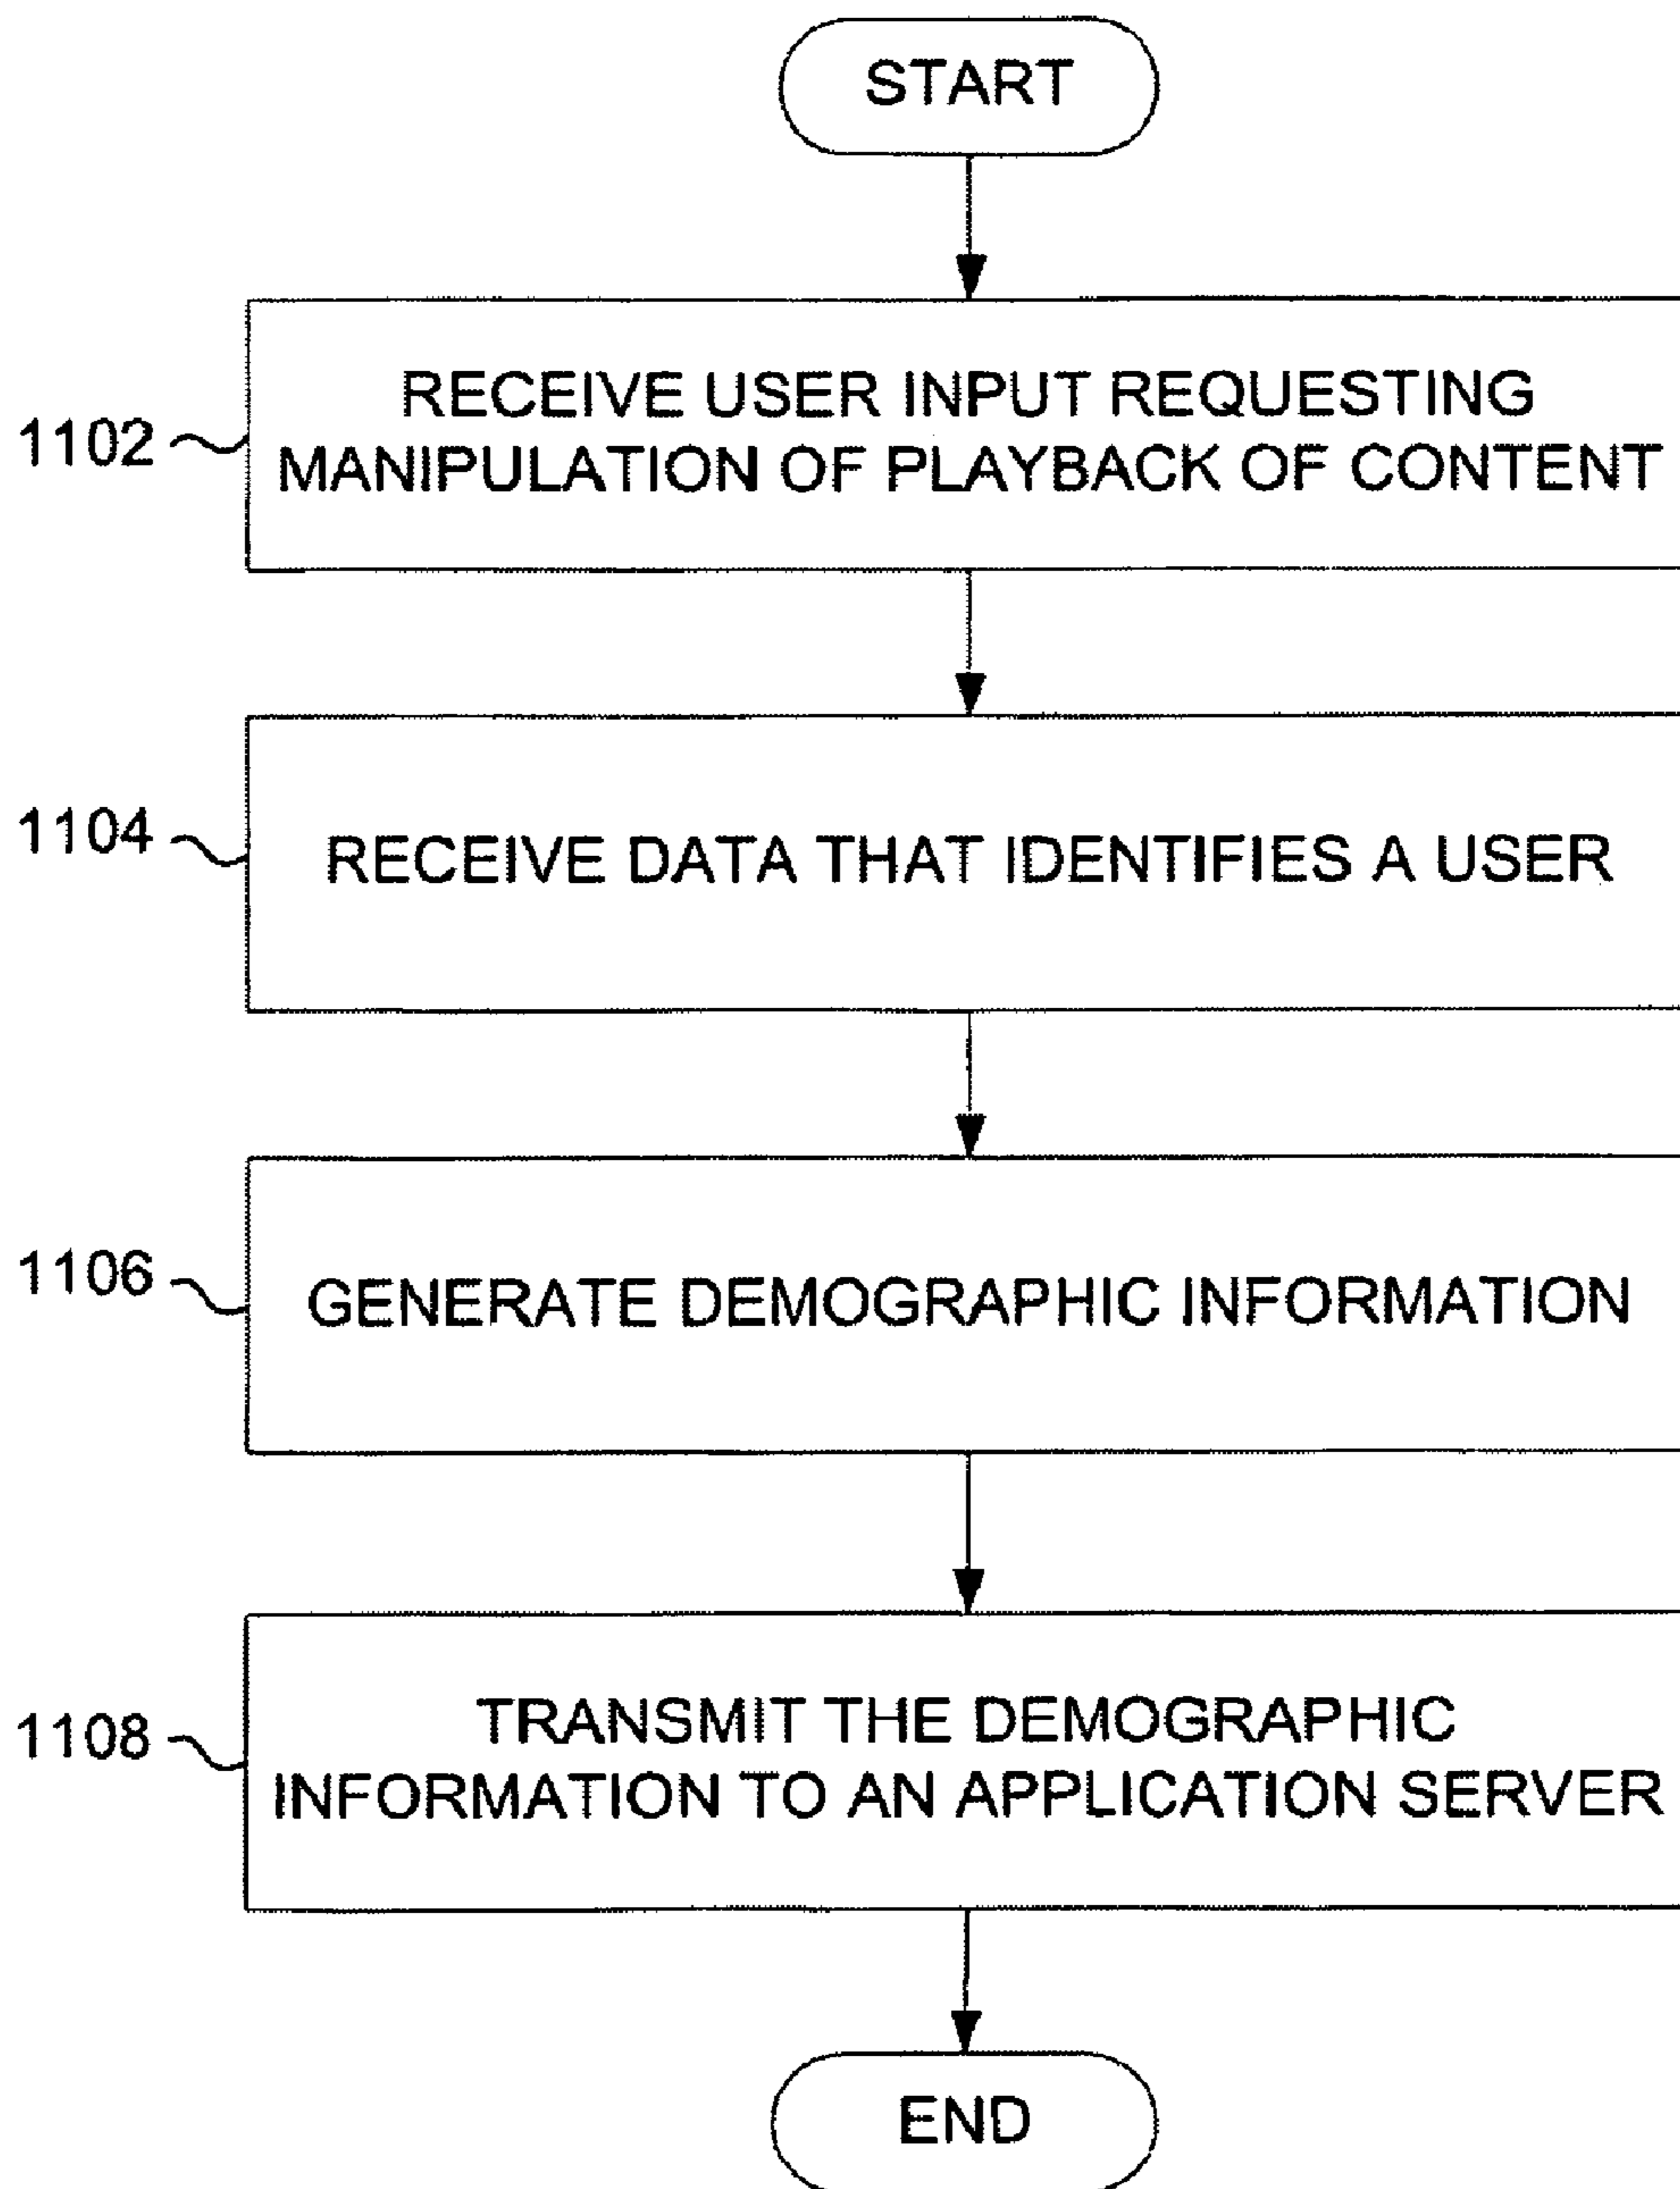 START
RECEIVE USER INPUT REQUESTING
MANIPULATION OF PLAYBACK OF CONTENT
1102
1104
RECEIVE DATA THAT IDENTIFIES A USER
1106
GENERATE DEMOGRAPHIC INFORMATION
1108
TRANSMIT THE DEMOGRAPHIC
INFORMATION TO AN APPLICATION SERVER
END